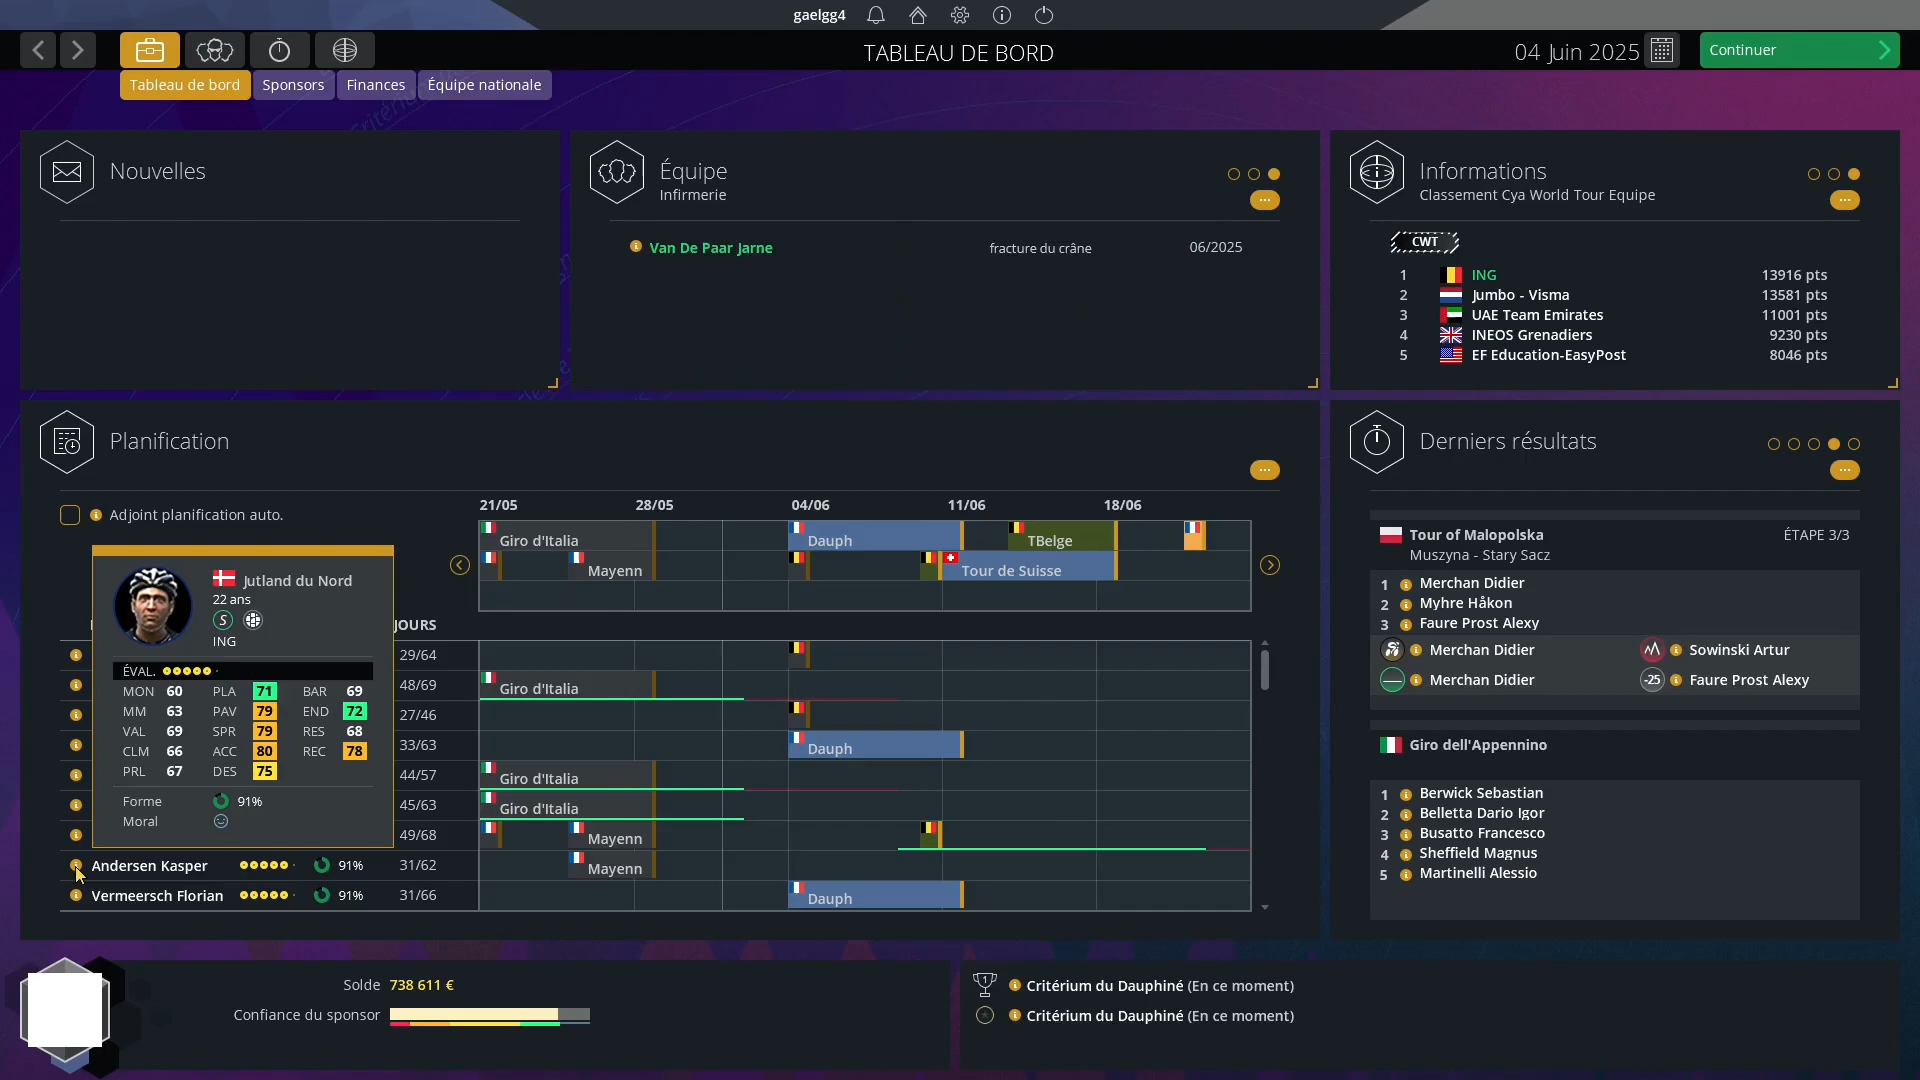 gaelgg4
TABLEAU DE BORD
04 Juin 2025
Continuer
Tableau de bord
Sponsors
Finances
Équipe nationale
Nouvelles
Équipe
Infirmerie
Van De Paar Jarne
fracture du crâne
06/2025
Informations
Classement Cya World Tour Equipe
CWT
1 ING 13916 pts
2 Jumbo - Visma 13581 pts
3 UAE Team Emirates 11001 pts
4 INEOS Grenadiers 9230 pts
5 EF Education-EasyPost 8046 pts
Planification
Adjoint planification auto.
21/05 28/05 04/06 11/06 18/06
Giro d'Italia Dauph TBelge
Mayenn Tour de Suisse
JOURS
Jutland du Nord
22 ans
S
ING
ÉVAL.
MON 60 PLA 71 BAR 69
MM 63 PAV 79 END 72
VAL 69 SPR 79 RES 68
CLM 66 ACC 80 REC 78
PRL 67 DES 75
Forme 91%
Moral
29/64
48/69 Giro d'Italia
27/46
33/63 Dauph
44/57 Giro d'Italia
45/63 Giro d'Italia
49/68 Mayenn
Andersen Kasper 91% 31/62 Mayenn
Vermeersch Florian 91% 31/66 Dauph
Derniers résultats
Tour of Malopolska ÉTAPE 3/3
Muszyna - Stary Sacz
1 Merchan Didier
2 Myhre Håkon
3 Faure Prost Alexy
Merchan Didier Sowinski Artur
Merchan Didier -25 Faure Prost Alexy
Giro dell'Appennino
1 Berwick Sebastian
2 Belletta Dario Igor
3 Busatto Francesco
4 Sheffield Magnus
5 Martinelli Alessio
Solde 738 611 €
Confiance du sponsor
1 Critérium du Dauphiné (En ce moment)
Critérium du Dauphiné (En ce moment)